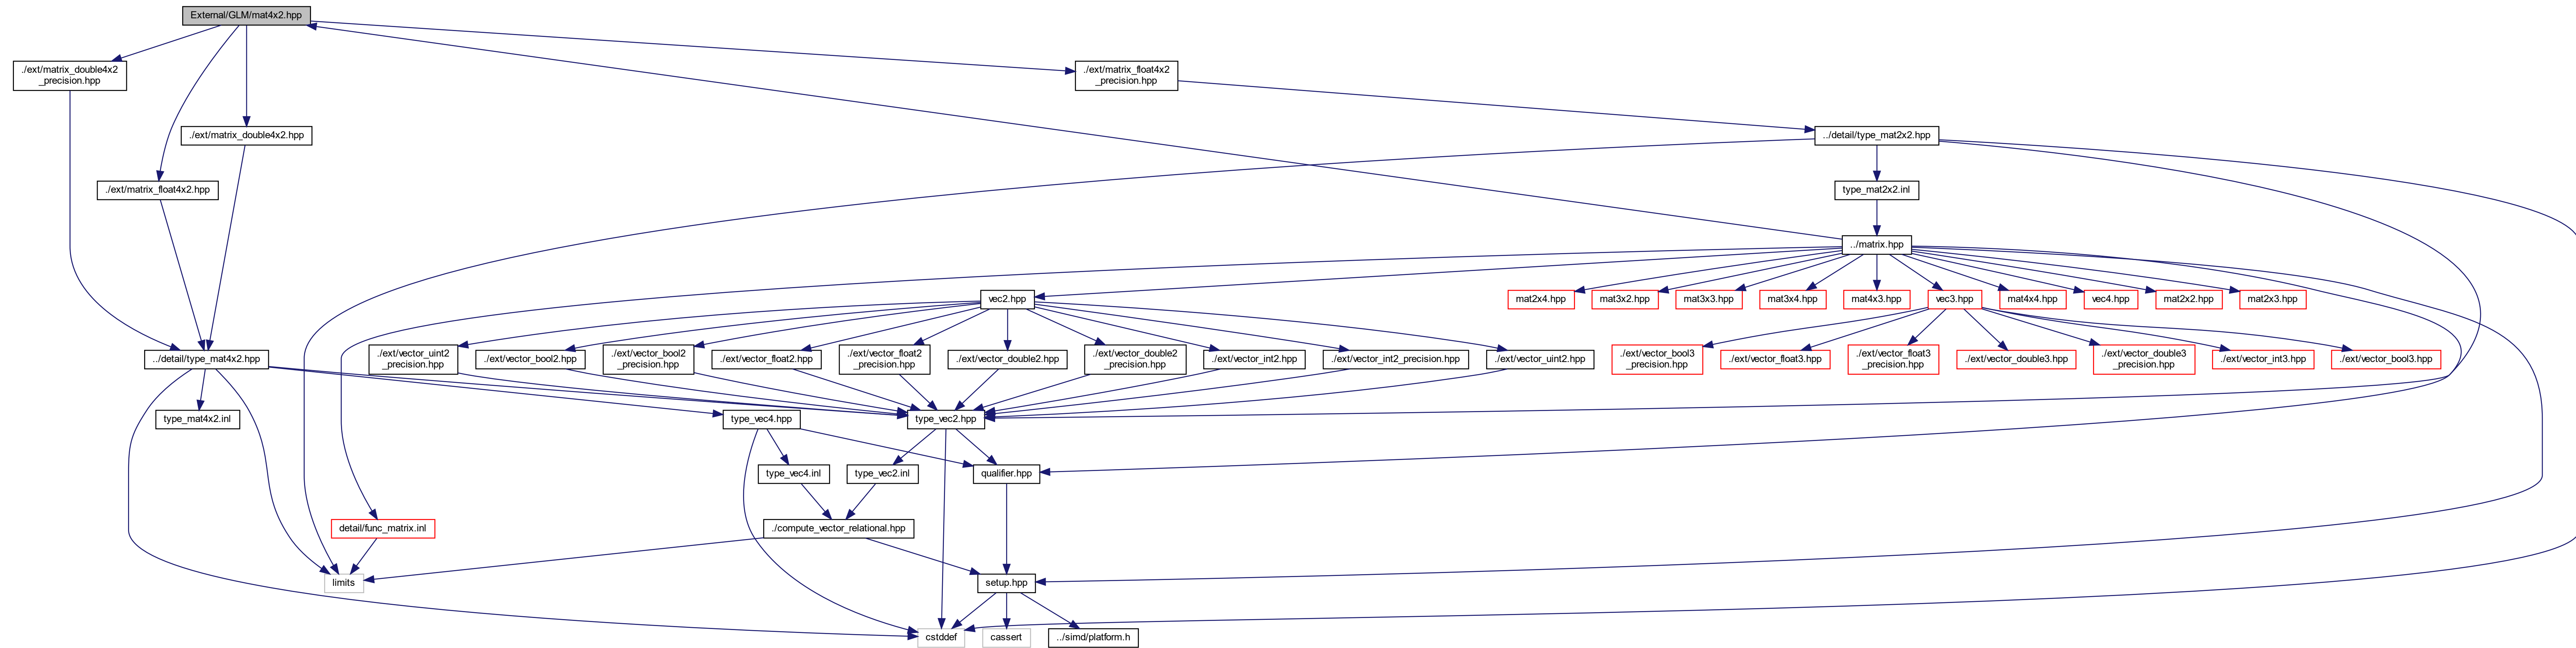 External/GLM/mat4x2.hpp
./ext/matrix_double4x2
_precision.hpp
./ext/matrix_float4x2
_precision.hpp
./ext/matrix_double4x2.hpp
../detail/type_mat2x2.hpp
./ext/matrix_float4x2.hpp
type_mat2x2.inl
../matrix.hpp
vec2.hpp
mat2x4.hpp
mat3x2.hpp
mat3x3.hpp
mat3x4.hpp
mat4x3.hpp
vec3.hpp
mat4x4.hpp
vec4.hpp
mat2x2.hpp
mat2x3.hpp
../detail/type_mat4x2.hpp
./ext/vector_uint2
_precision.hpp
./ext/vector_bool2.hpp
./ext/vector_bool2
_precision.hpp
./ext/vector_float2.hpp
./ext/vector_float2
_precision.hpp
./ext/vector_double2.hpp
./ext/vector_double2
_precision.hpp
./ext/vector_int2.hpp
./ext/vector_int2_precision.hpp
./ext/vector_uint2.hpp
./ext/vector_bool3
_precision.hpp
./ext/vector_float3.hpp
./ext/vector_float3
_precision.hpp
./ext/vector_double3.hpp
./ext/vector_double3
_precision.hpp
./ext/vector_int3.hpp
./ext/vector_bool3.hpp
type_mat4x2.inl
type_vec4.hpp
type_vec2.hpp
type_vec4.inl
type_vec2.inl
qualifier.hpp
detail/func_matrix.inl
./compute_vector_relational.hpp
limits
setup.hpp
cstddef
cassert
../simd/platform.h